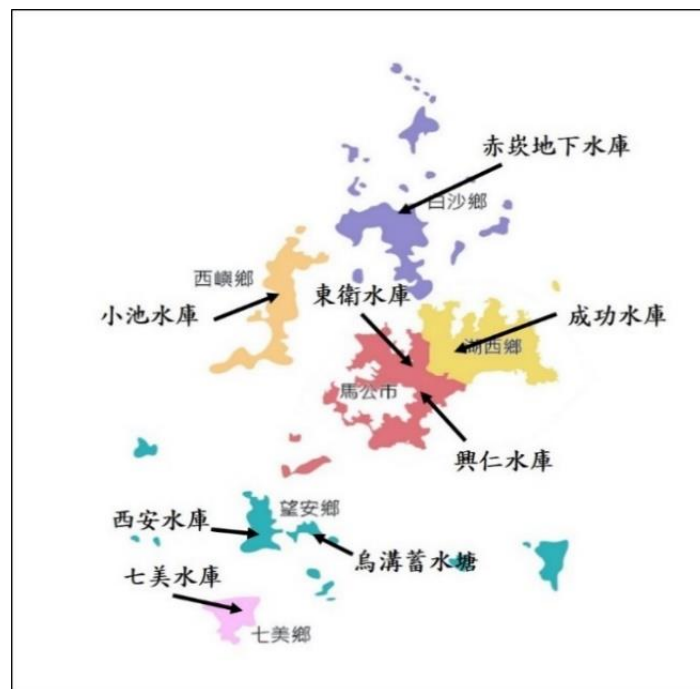 赤崁地下水庫
白沙鄉
西嶼鄉
東衛水庫
小池水庫
成功水庫
湖西鄉
馬公市
興仁水庫
望安鄉
西安水庫
烏溝蓄水塘
七美水庫
七美鄉